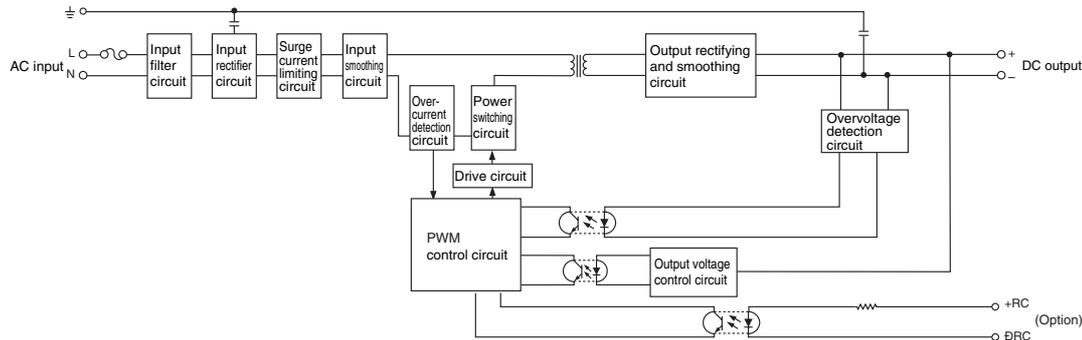 AC input
L
N
Input
filter
circuit
Input
rectifier
circuit
Surge
current
limiting
circuit
Input
smoothing
circuit
Output rectifying
and smoothing
circuit
+
–
DC output
Over-
current
detection
circuit
Power
switching
circuit
Overvoltage
detection
circuit
Drive circuit
PWM
control circuit
Output voltage
control circuit
+RC
(Option)
ÐRC